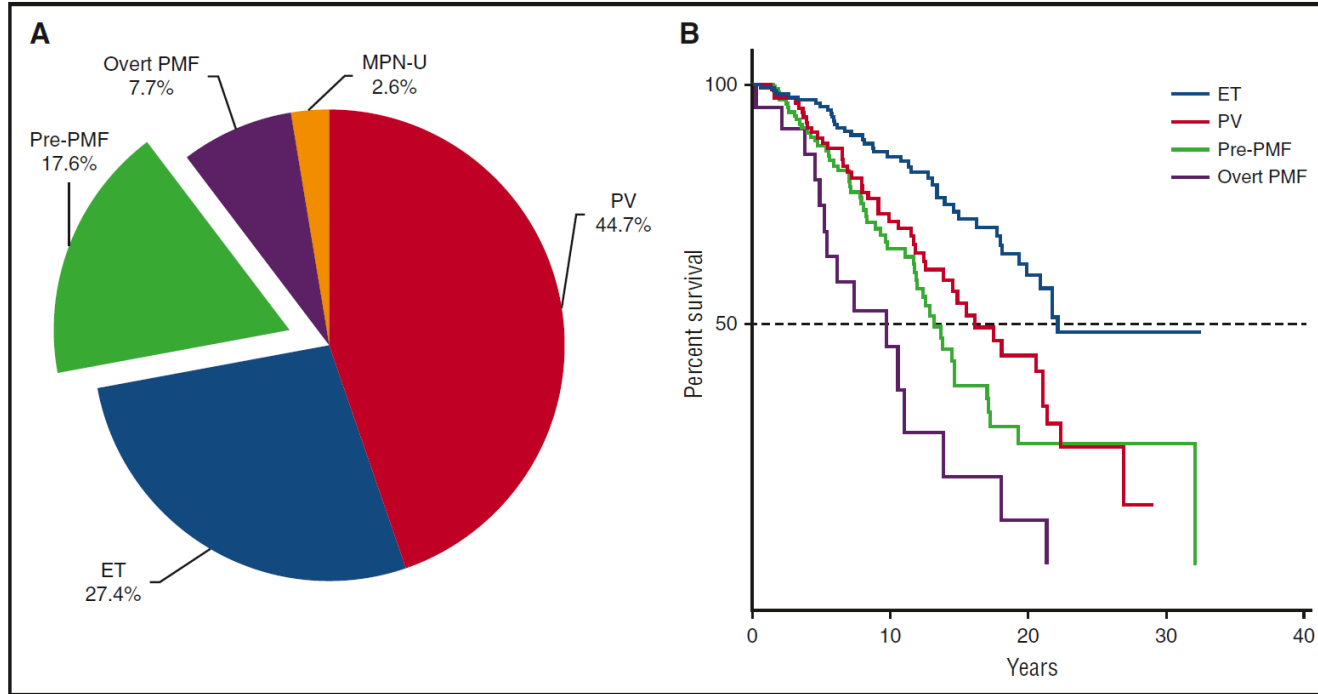 A
Overt PMF
7.7%
MPN-U
2.6%
Pre-PMF
17.6%
PV
44.7%
ET
27.4%
B
100
50
Percent survival
ET
PV
Pre-PMF
Overt PMF
0
10
20
30
40
Years